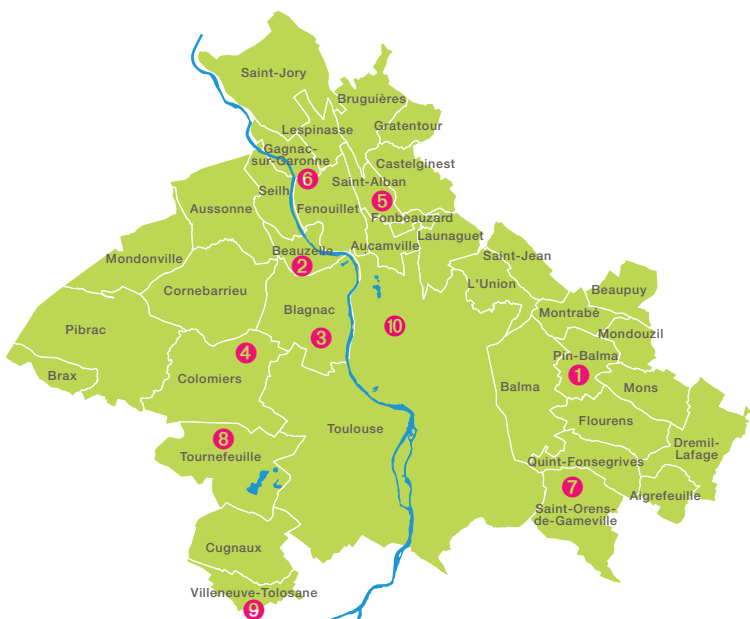 Saint-Jory
Bruguières
Gratentour
Lespinasse
Gagnac-
sur-Garonne
Castelginest
6
Saint-Alban
Seilh
5
Aussonne
Fenouillet
Fonbeauzard
Launaguet
Beauzelle
Aucamville
Saint-Jean
Mondonville
2
L'Union
Cornebarrieu
Beaupuy
Blagnac
Montrabé
Pibrac
10
Mondouzil
3
4
Pin-Balma
Brax
Colomiers
1
Balma
Mons
Flourens
Toulouse
8
Dremil-
Lafage
Tournefeuille
Quint-Fonsegrives
7
Aigrefeuille
Saint-Orens-
de-Gameville
Cugnaux
Villeneuve-Tolosane
9